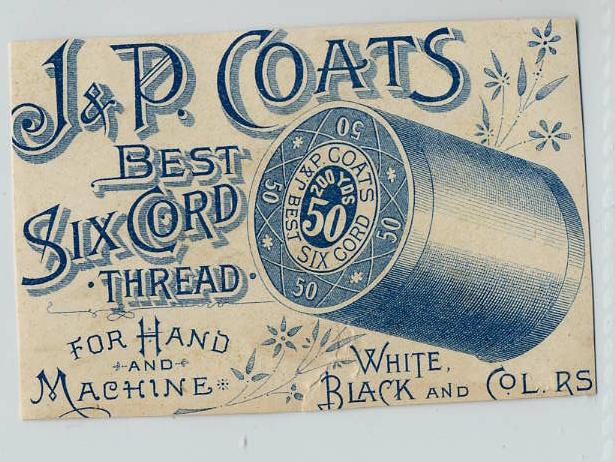 J. & P. COATS
BEST
SIX CORD
·THREAD·
FOR HAND
-AND-
MACHINE
WHITE,
BLACK AND COL.RS
J. & P. COATS
BEST SIX CORD
200 YDS
50
50
50
50
50